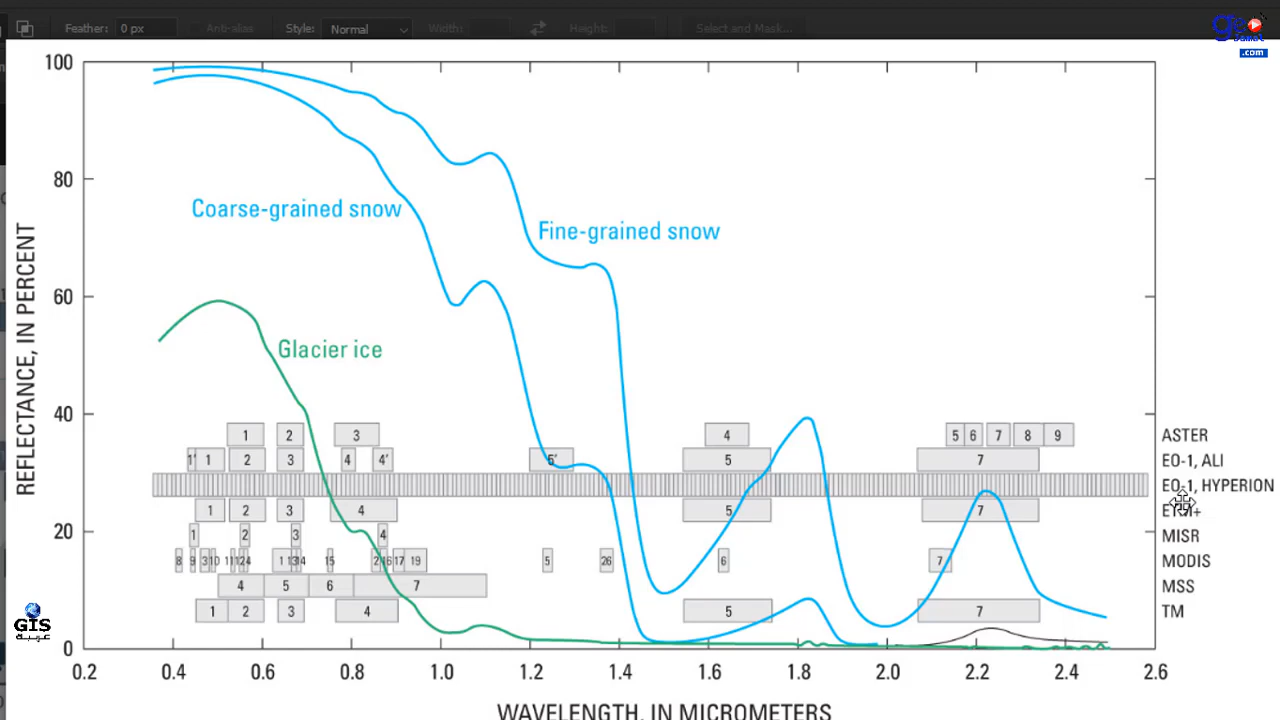 Feather: 0 px Anti-alias Style: Normal Width: Height: Select and Mask...
.com
100
80
60
40
20
0
REFLECTANCE, IN PERCENT
Coarse-grained snow
Fine-grained snow
Glacier ice
1 2 3 4 5 6 7 8 9 ASTER
1' 1 2 3 4 4' 5' 5 7 EO-1, ALI
EO-1, HYPERION
1 2 3 4 5 7
1 2 3 4 MISR
8 9 3 10 1 15 2 16 17 19 5 26 6 7 MODIS
4 5 6 7 MSS
1 2 3 4 5 7 TM
GIS
0.2 0.4 0.6 0.8 1.0 1.2 1.4 1.6 1.8 2.0 2.2 2.4 2.6
WAVELENGTH, IN MICROMETERS